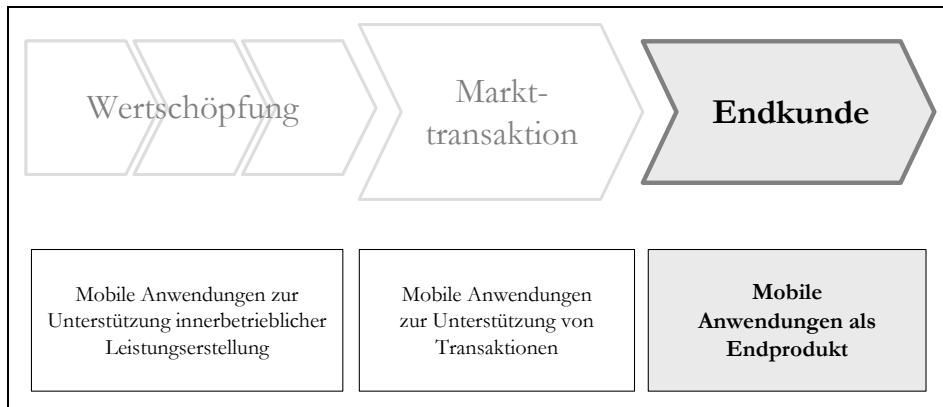 Wertschöpfung
Markt-
transaktion
Endkunde
Mobile Anwendungen zur
Unterstützung innerbetrieblicher
Leistungserstellung
Mobile Anwendungen
zur Unterstützung von
Transaktionen
Mobile
Anwendungen als
Endprodukt